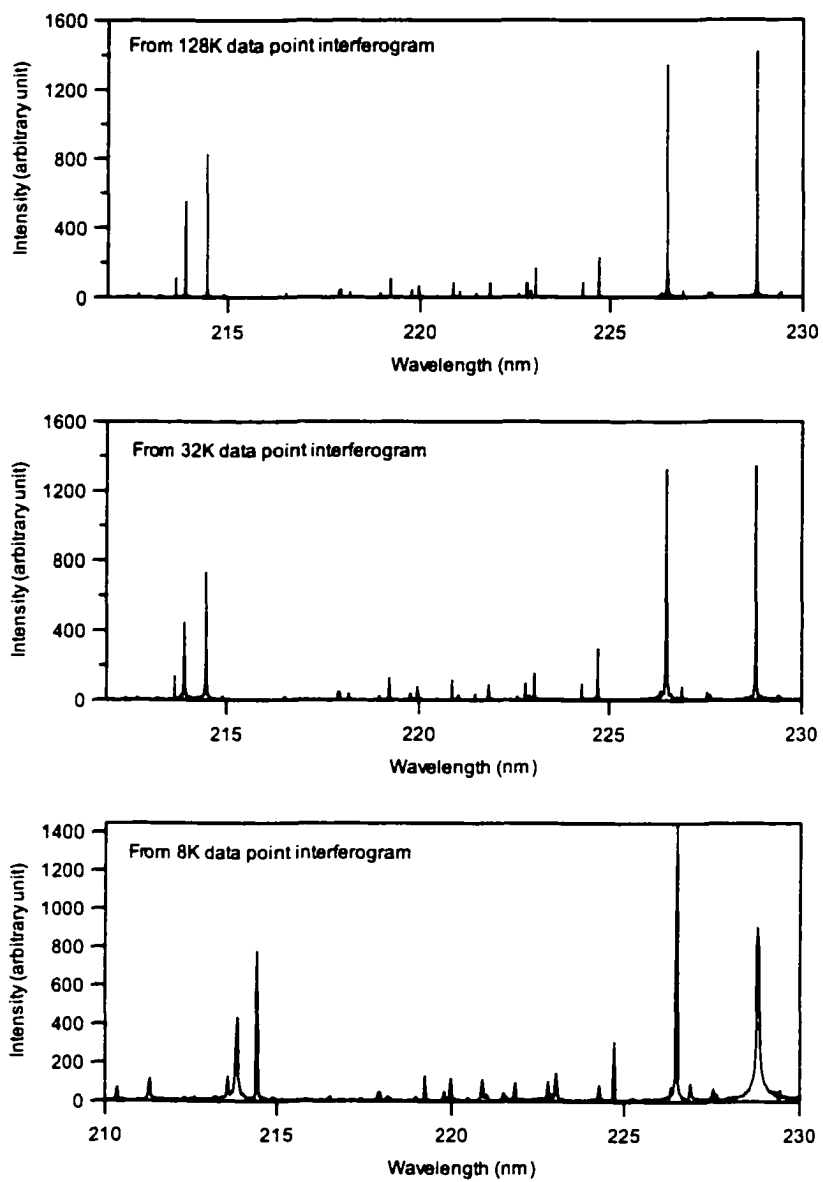 1600
From 128K data point interferogram
1200
800
400
0
Intensity (arbitrary unit)
215 220 225 230
Wavelength (nm)
1600
From 32K data point interferogram
1200
800
400
0
Intensity (arbitrary unit)
215 220 225 230
Wavelength (nm)
1400
From 8K data point interferogram
1200
1000
800
600
400
200
0
Intensity (arbitrary unit)
210 215 220 225 230
Wavelength (nm)